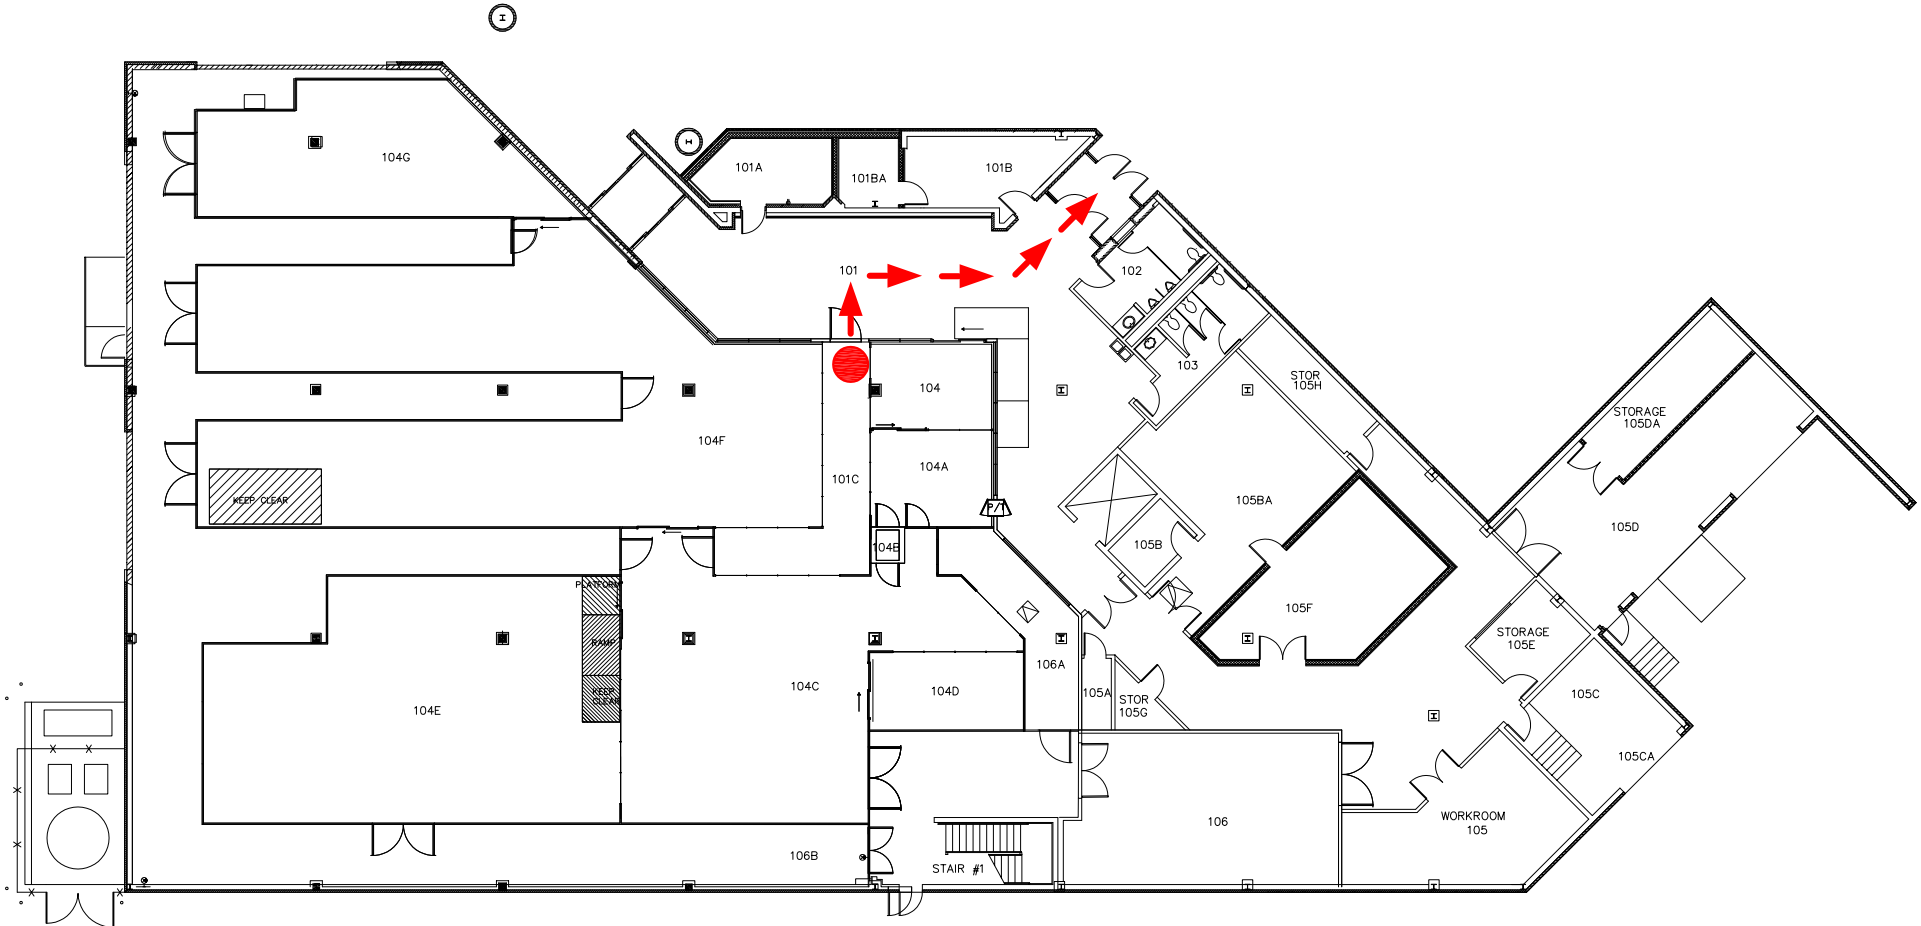 104G
101A
101BA
101B
101
102
103
STOR
105H
104
STORAGE
105DA
104F
104A
101C
KEEP CLEAR
105BA
P/T
105D
104B
105B
PLATFORM
105F
RAMP
STORAGE
105E
106A
104C
104D
105A
KEEP
CLEAR
STOR
105G
105C
104E
105CA
WORKROOM
105
106
106B
STAIR #1